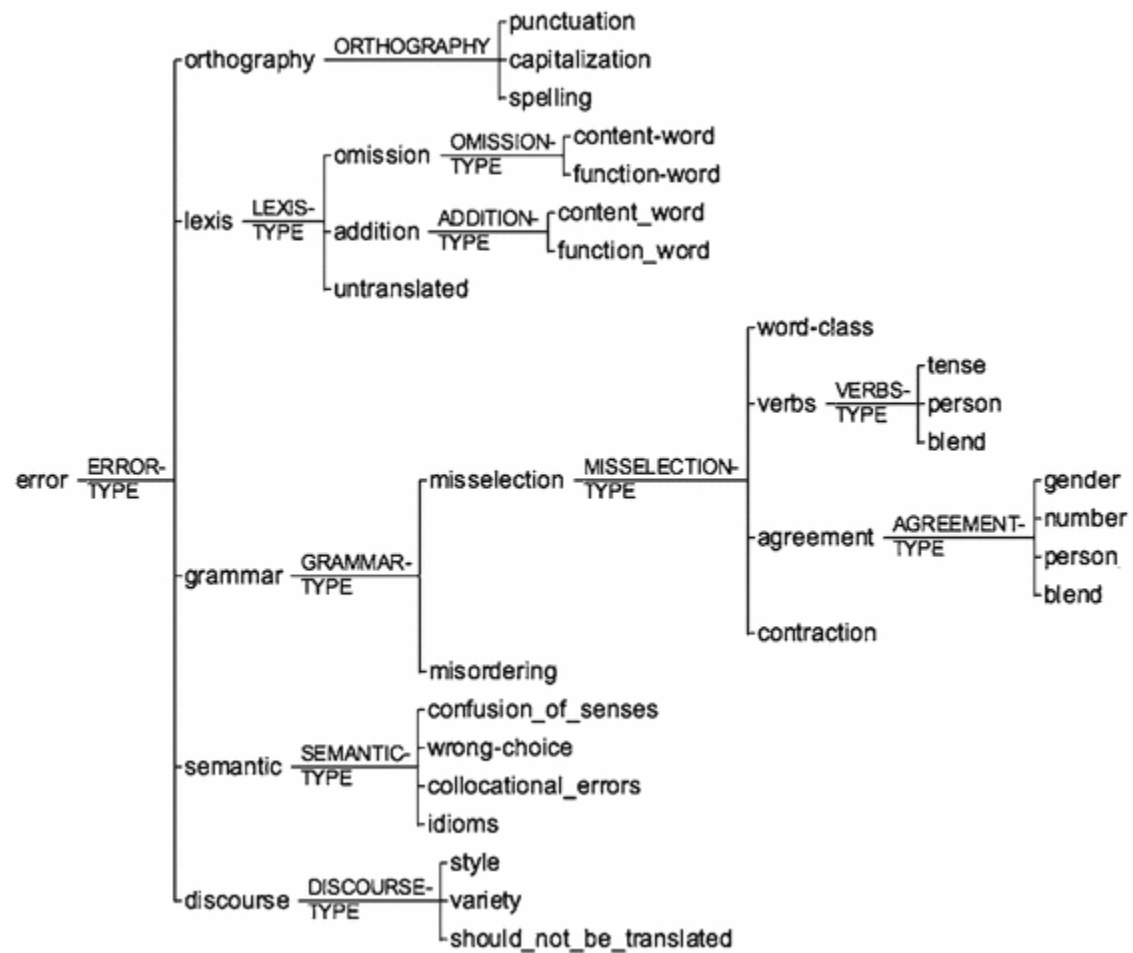 punctuation
orthography ORTHOGRAPHY capitalization
spelling
omission OMISSION-TYPE content-word
function-word
lexis LEXIS-TYPE addition ADDITION-TYPE content_word
function_word
untranslated
word-class
tense
verbs VERBS-TYPE person
blend
error ERROR-TYPE misselection MISSELECTION-TYPE gender
number
agreement AGREEMENT-TYPE person
grammar GRAMMAR-TYPE blend
contraction
misordering
confusion_of_senses
wrong-choice
semantic SEMANTIC-TYPE collocational_errors
idioms
style
discourse DISCOURSE-TYPE variety
should_not_be_translated